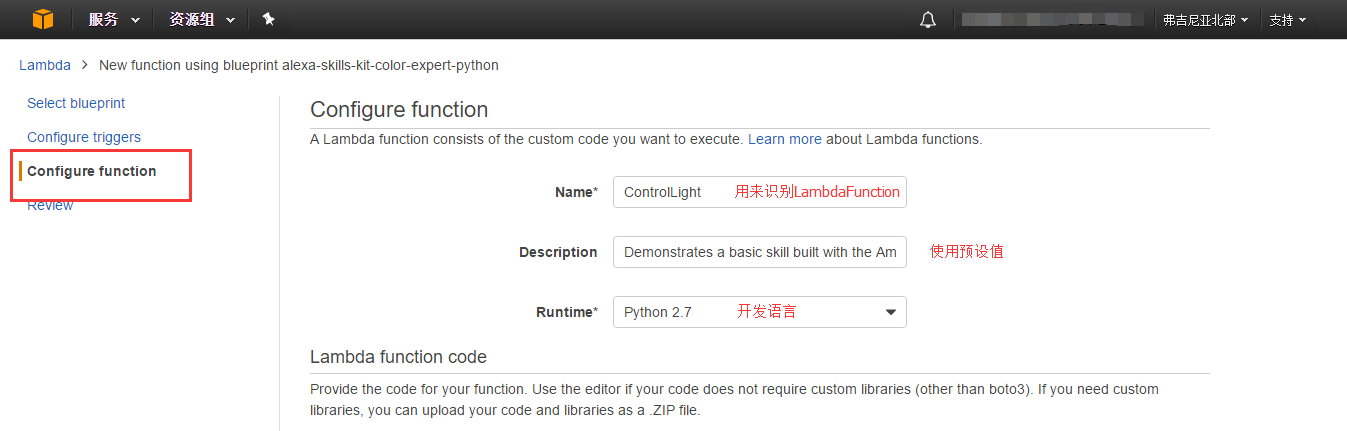 服务 资源组 弗吉尼亚北部 支持
Lambda > New function using blueprint alexa-skills-kit-color-expert-python
Select blueprint
Configure triggers
Configure function
Review
Configure function
A Lambda function consists of the custom code you want to execute. Learn more about Lambda functions.
Name* ControlLight 用来识别LambdaFunction
Description Demonstrates a basic skill built with the Am 使用预设值
Runtime* Python 2.7 开发语言
Lambda function code
Provide the code for your function. Use the editor if your code does not require custom libraries (other than boto3). If you need custom
libraries, you can upload your code and libraries as a .ZIP file.